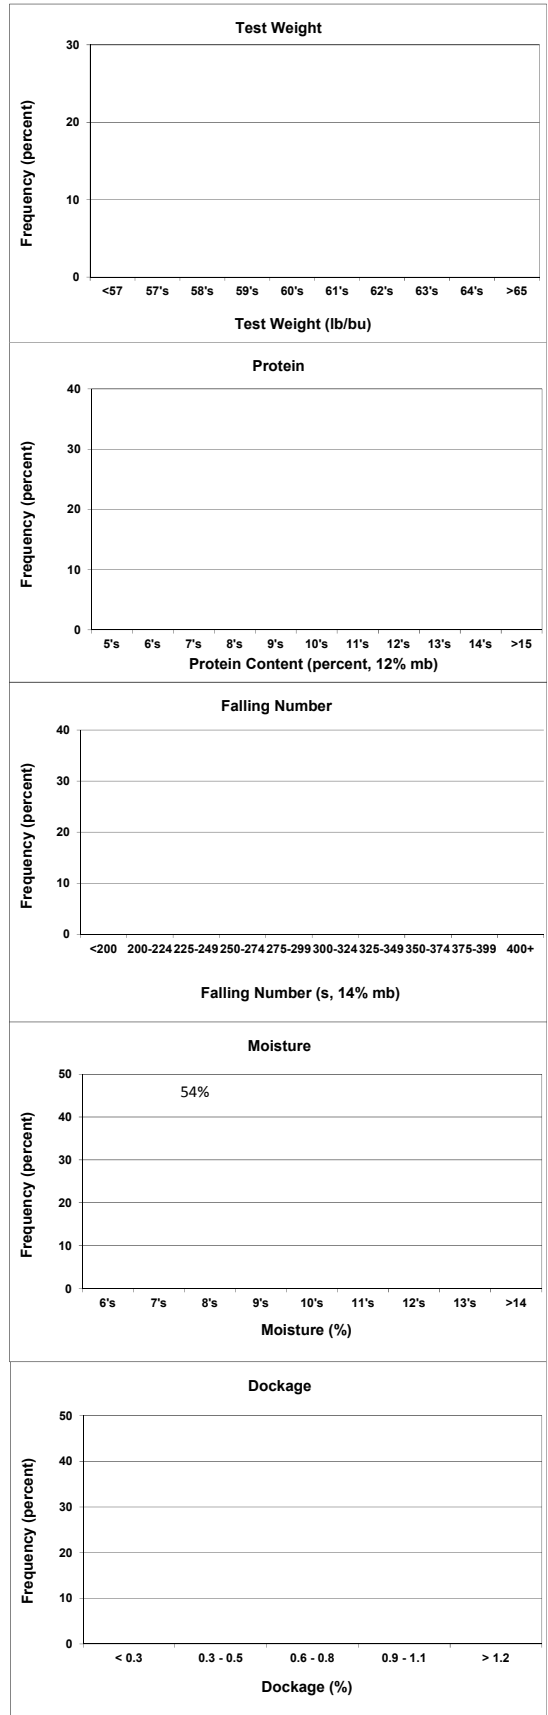 Test Weight
Frequency (percent)
30
20
10
0
<57 57's 58's 59's 60's 61's 62's 63's 64's >65
Test Weight (lb/bu)
Protein
Frequency (percent)
40
30
20
10
0
5's 6's 7's 8's 9's 10's 11's 12's 13's 14's >15
Protein Content (percent, 12% mb)
Falling Number
Frequency (percent)
40
30
20
10
0
<200 200-224 225-249 250-274 275-299 300-324 325-349 350-374 375-399 400+
Falling Number (s, 14% mb)
Moisture
Frequency (percent)
50
54%
40
30
20
10
0
6's 7's 8's 9's 10's 11's 12's 13's >14
Moisture (%)
Dockage
Frequency (percent)
50
40
30
20
10
0
< 0.3 0.3 - 0.5 0.6 - 0.8 0.9 - 1.1 > 1.2
Dockage (%)